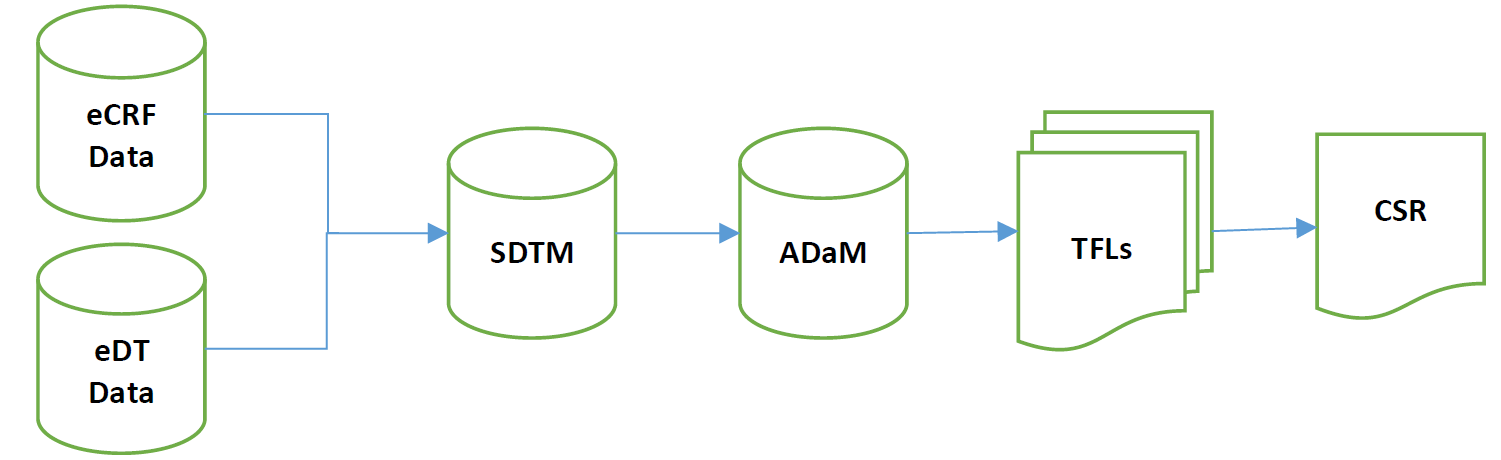 eCRF
Data
eDT
Data
SDTM
ADaM
TFLs
CSR